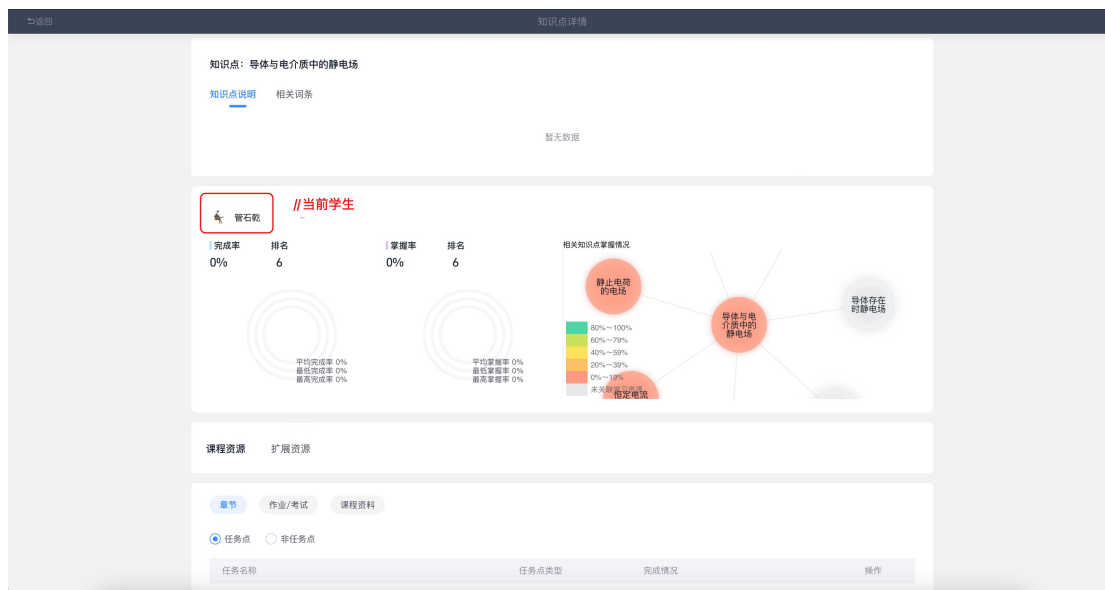 返回
知识点详情
知识点：导体与电介质中的静电场
知识点说明 相关词条
暂无数据
管石乾
//当前学生
完成率 排名
0% 6
掌握率 排名
0% 6
平均完成率 0%
最低完成率 0%
最高完成率 0%
平均掌握率 0%
最低掌握率 0%
最高掌握率 0%
相关知识点掌握情况
静止电荷
的电场
导体与电
介质中的
静电场
导体存在
时静电场
80%～100%
60%～79%
40%～59%
20%～39%
0%～19%
未关联学习资源
恒定电流
课程资源 扩展资源
章节 作业/考试 课程资料
任务点 非任务点
任务名称 任务点类型 完成情况 操作